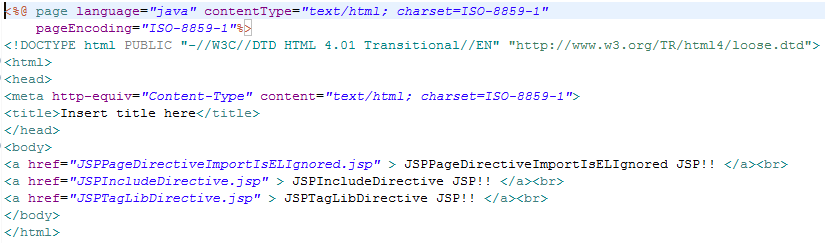 <%@ page language="java" contentType="text/html; charset=ISO-8859-1"
    pageEncoding="ISO-8859-1"%>
<!DOCTYPE html PUBLIC "-//W3C//DTD HTML 4.01 Transitional//EN" "http://www.w3.org/TR/html4/loose.dtd">
<html>
<head>
<meta http-equiv="Content-Type" content="text/html; charset=ISO-8859-1">
<title>Insert title here</title>
</head>
<body>
<a href="JSPPageDirectiveImportIsELIgnored.jsp" > JSPPageDirectiveImportIsELIgnored JSP!! </a><br>
<a href="JSPIncludeDirective.jsp" > JSPIncludeDirective JSP!! </a><br>
<a href="JSPTagLibDirective.jsp" > JSPTagLibDirective JSP!! </a><br>
</body>
</html>